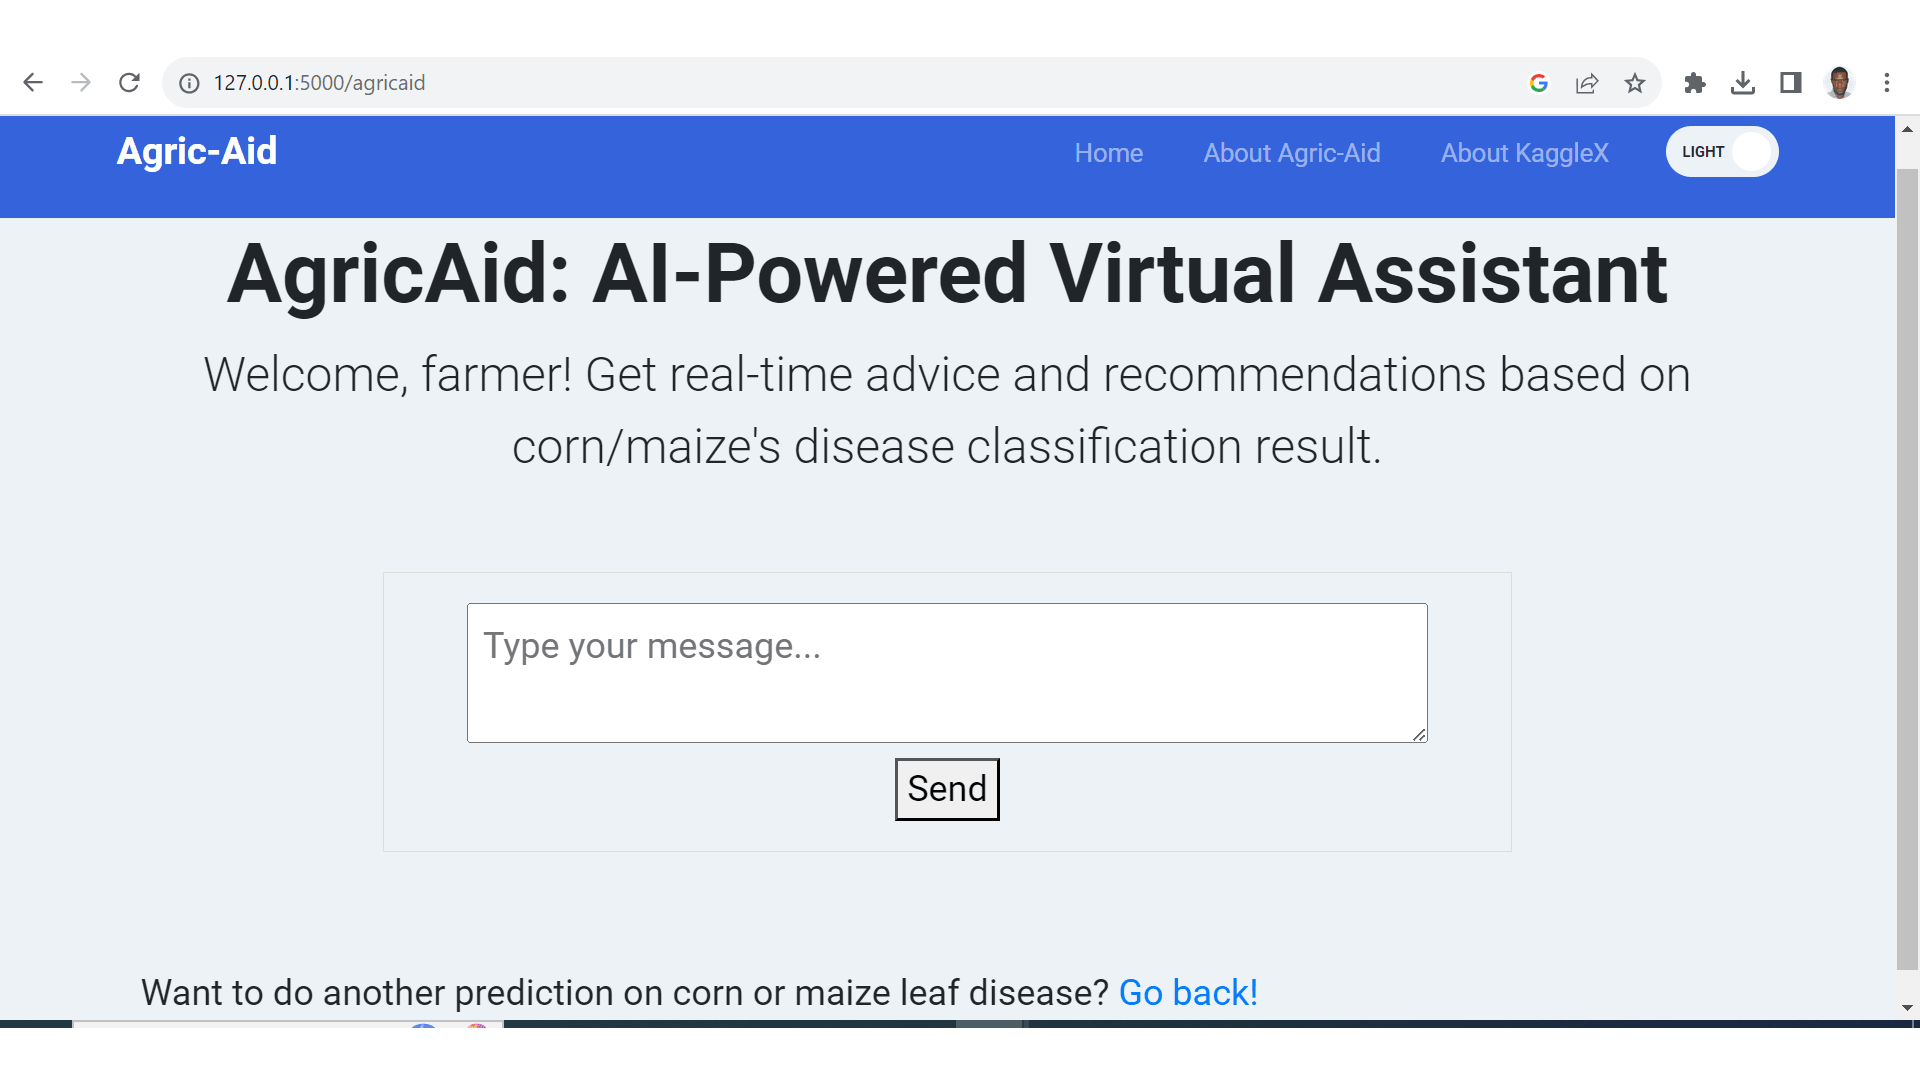 127.0.0.1:5000/agricaid
Agric-Aid
Home
About Agric-Aid
About KaggleX
LIGHT
AgricAid: AI-Powered Virtual Assistant
Welcome, farmer! Get real-time advice and recommendations based on
corn/maize's disease classification result.
Type your message...
Send
Want to do another prediction on corn or maize leaf disease? Go back!